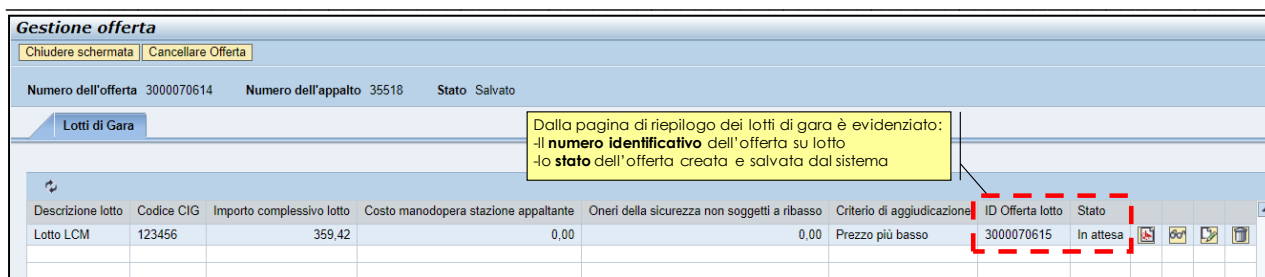 Gestione offerta
Chiudere schermata Cancellare Offerta
Numero dell'offerta 3000070614 Numero dell'appalto 35518 Stato Salvato
Lotti di Gara
Dalla pagina di riepilogo dei lotti di gara è evidenziato:
-Il numero identificativo dell'offerta su lotto
-lo stato dell'offerta creata e salvata dal sistema
Descrizione lotto Codice CIG Importo complessivo lotto Costo manodopera stazione appaltante Oneri della sicurezza non soggetti a ribasso Criterio di aggiudicazione ID Offerta lotto Stato
Lotto LCM 123456 359,42 0,00 0,00 Prezzo più basso 3000070615 In attesa